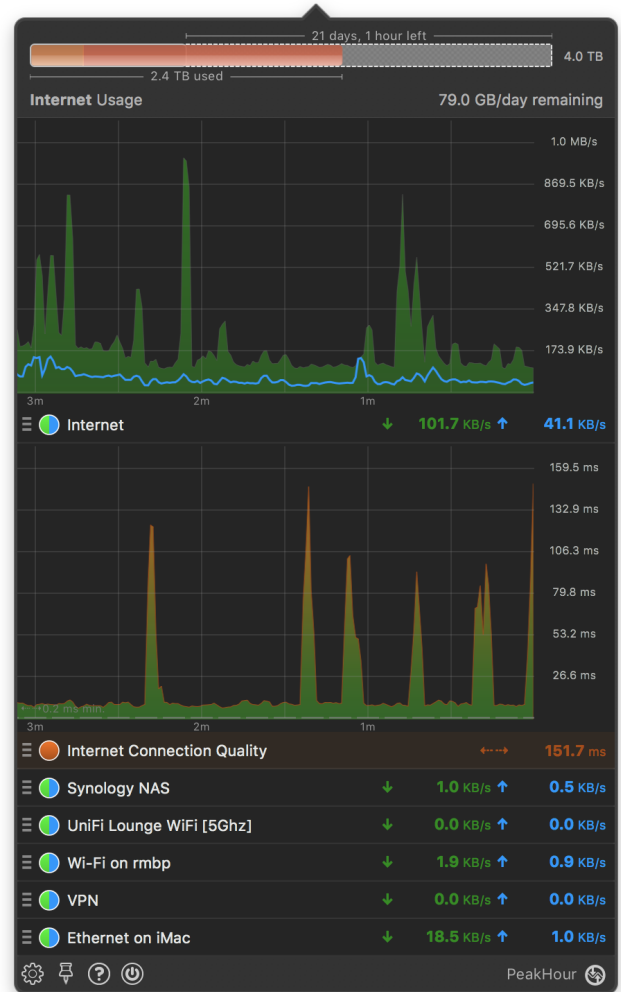 21 days, 1 hour left
4.0 TB
2.4 TB used
Internet Usage 79.0 GB/day remaining
1.0 MB/s
869.5 KB/s
695.6 KB/s
521.7 KB/s
347.8 KB/s
173.9 KB/s
3m 2m 1m
Internet ↓ 101.7 KB/s ↑ 41.1 KB/s
159.5 ms
132.9 ms
106.3 ms
79.8 ms
53.2 ms
26.6 ms
0.2 ms min.
3m 2m 1m
Internet Connection Quality 151.7 ms
Synology NAS ↓ 1.0 KB/s ↑ 0.5 KB/s
UniFi Lounge WiFi [5Ghz] ↓ 0.0 KB/s ↑ 0.0 KB/s
Wi-Fi on rmbp ↓ 1.9 KB/s ↑ 0.9 KB/s
VPN ↓ 0.0 KB/s ↑ 0.0 KB/s
Ethernet on iMac ↓ 18.5 KB/s ↑ 1.0 KB/s
? PeakHour